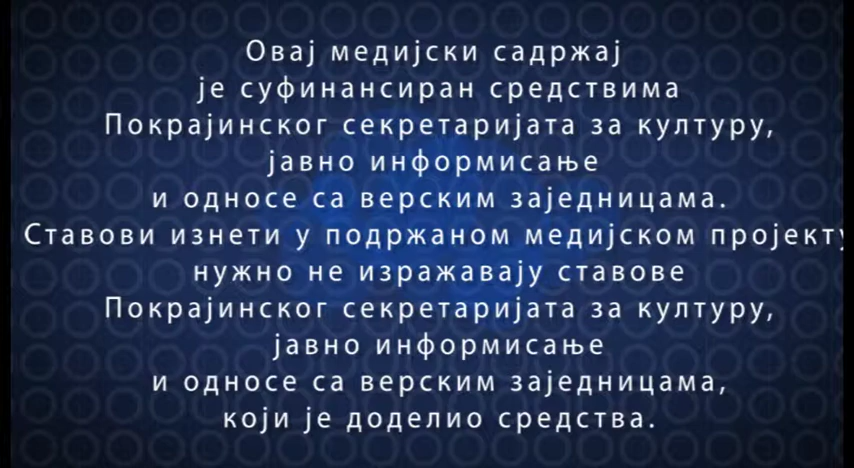 Овај медијски садржај
је суфинансиран средствима
Покрајинског секретаријата за културу,
јавно информисање
и односе са верским заједницама.
Ставови изнети у подржаном медијском пројекту
нужно не изражавају ставове
Покрајинског секретаријата за културу,
јавно информисање
и односе са верским заједницама,
који је доделио средства.